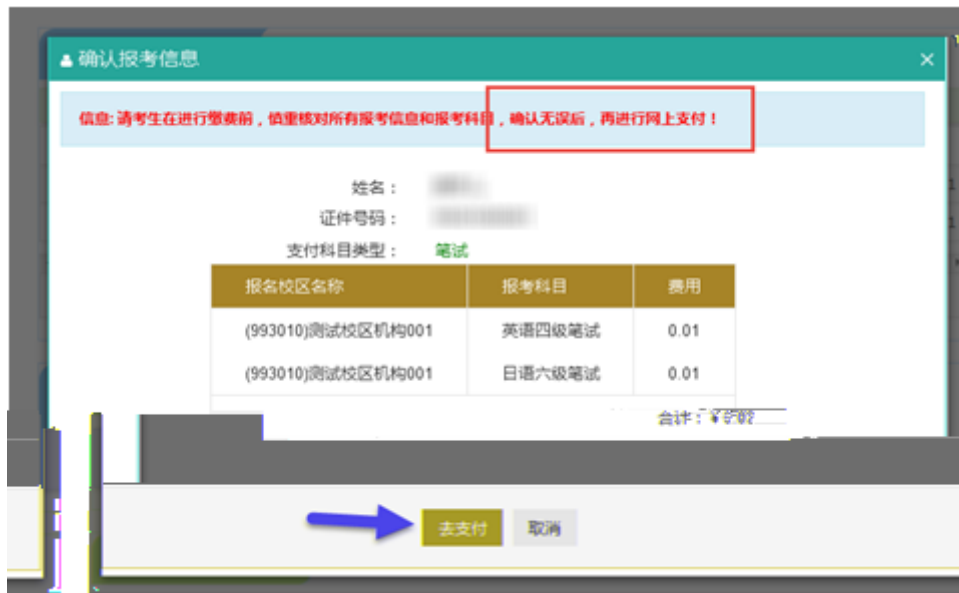 确认报考信息
信息: 请考生在进行缴费前，慎重核对所有报考信息和报考科目，确认无误后，再进行网上支付！
姓名：
证件号码：
支付科目类型： 笔试
报名校区名称 报考科目 费用
(993010)测试校区机构001 英语四级笔试 0.01
(993010)测试校区机构001 日语六级笔试 0.01
合计：￥
去支付 取消